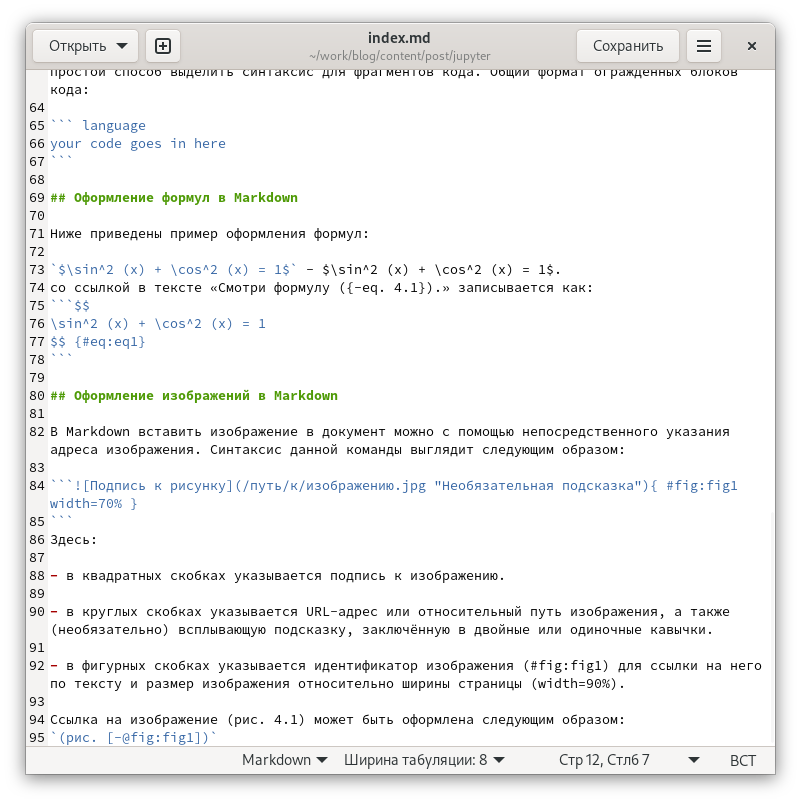 Открыть
index.md
~/work/blog/content/post/jupyter
Сохранить
простой способ выделить синтаксис для фрагментов кода. Общий формат огражденных блоков
кода:
64
65 ``` language
66 your code goes in here
67 ```
68
69 ## Оформление формул в Markdown
70
71 Ниже приведены пример оформления формул:
72
73 `$\sin^2 (x) + \cos^2 (x) = 1$` - $\sin^2 (x) + \cos^2 (x) = 1$.
74 со ссылкой в тексте «Смотри формулу ({-eq. 4.1}).» записывается как:
75 ```$$
76 \sin^2 (x) + \cos^2 (x) = 1
77 $$ {#eq:eq1}
78 ```
79
80 ## Оформление изображений в Markdown
81
82 В Markdown вставить изображение в документ можно с помощью непосредственного указания
адреса изображения. Синтаксис данной команды выглядит следующим образом:
83
84 ```![Подпись к рисунку](/путь/к/изображению.jpg "Необязательная подсказка"){ #fig:fig1
width=70% }
85 ```
86 Здесь:
87
88 - в квадратных скобках указывается подпись к изображению.
89
90 - в круглых скобках указывается URL-адрес или относительный путь изображения, а также
(необязательно) всплывающую подсказку, заключённую в двойные или одиночные кавычки.
91
92 - в фигурных скобках указывается идентификатор изображения (#fig:fig1) для ссылки на него
по тексту и размер изображения относительно ширины страницы (width=90%).
93
94 Ссылка на изображение (рис. 4.1) может быть оформлена следующим образом:
95 `(рис. [-@fig:fig1])`
Markdown Ширина табуляции: 8 Стр 12, Стлб 7 ВСТ